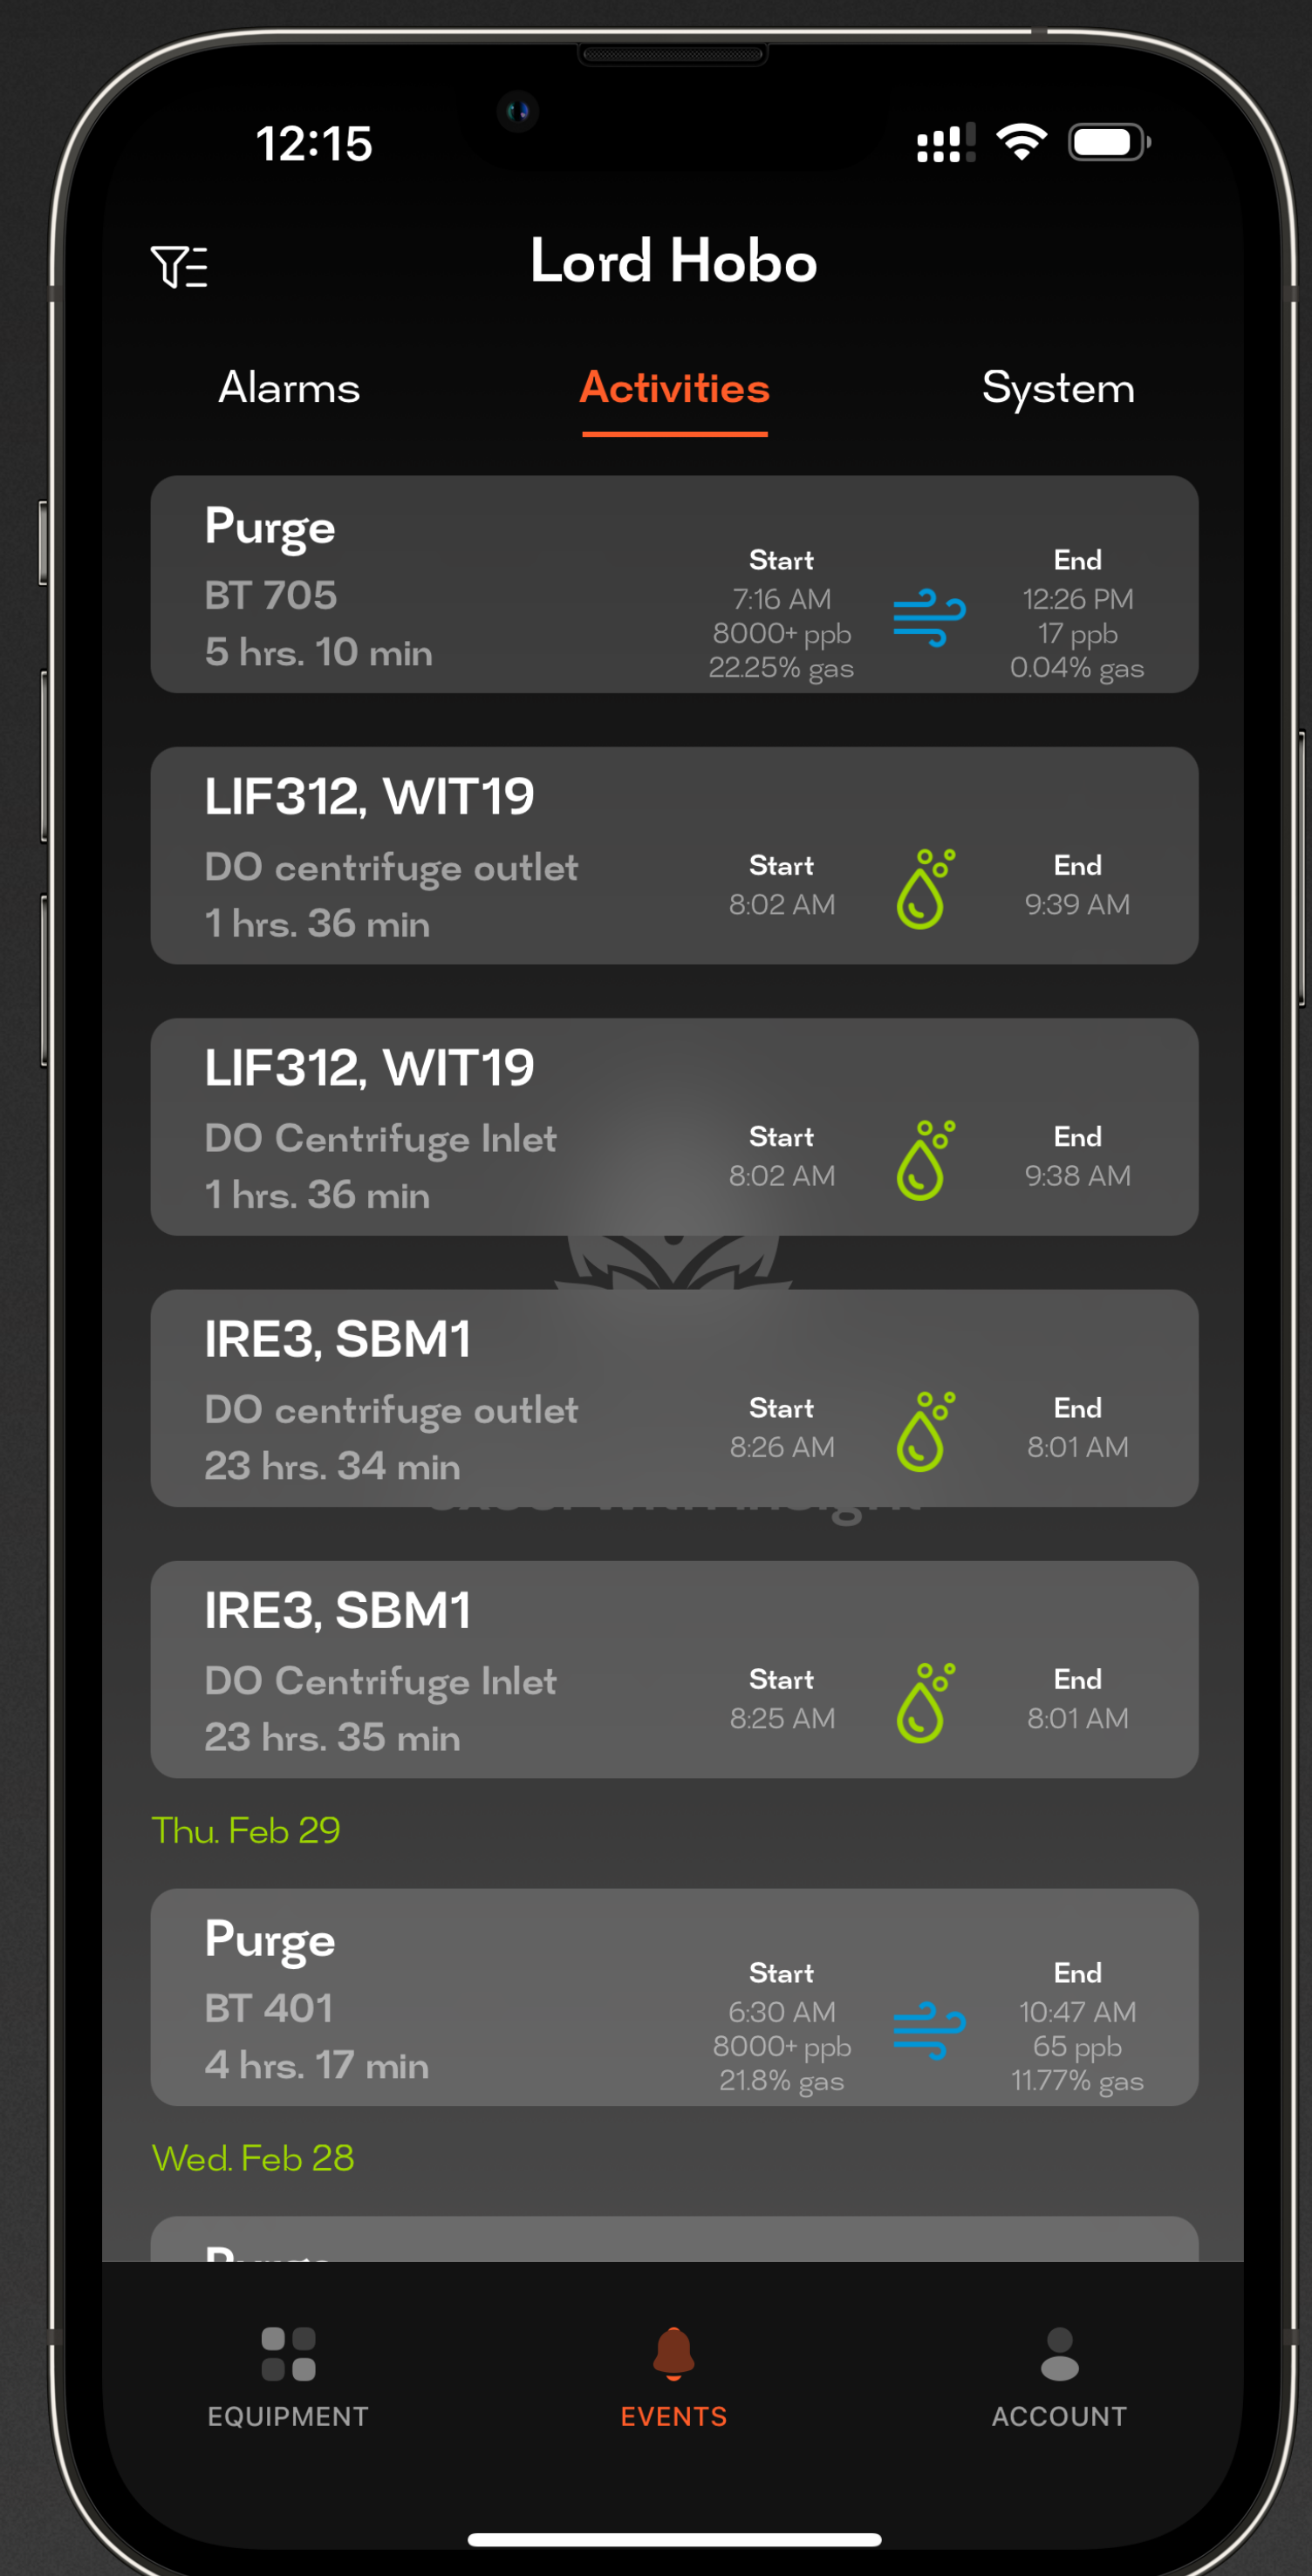 12:15
Lord Hobo
Alarms Activities System
Purge
BT 705
5 hrs. 10 min
Start
7:16 AM
8000+ ppb
22.25% gas
End
12:26 PM
17 ppb
0.04% gas
LIF312, WIT19
DO centrifuge outlet
1 hrs. 36 min
Start
8:02 AM
End
9:39 AM
LIF312, WIT19
DO Centrifuge Inlet
1 hrs. 36 min
Start
8:02 AM
End
9:38 AM
IRE3, SBM1
DO centrifuge outlet
23 hrs. 34 min
Start
8:26 AM
End
8:01 AM
with insight
IRE3, SBM1
DO Centrifuge Inlet
23 hrs. 35 min
Start
8:25 AM
End
8:01 AM
Thu. Feb 29
Purge
BT 401
4 hrs. 17 min
Start
6:30 AM
8000+ ppb
21.8% gas
End
10:47 AM
65 ppb
11.77% gas
Wed. Feb 28
Purge
EQUIPMENT EVENTS ACCOUNT